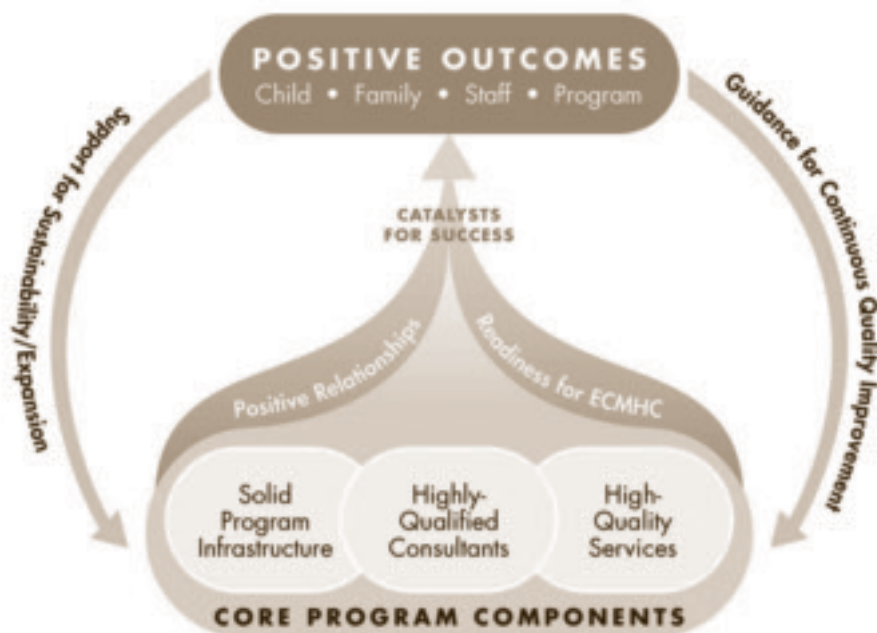 POSITIVE OUTCOMES
Child • Family • Staff • Program
Support for Sustainability/Expansion
Guidance for Continuous Quality Improvement
CATALYSTS
FOR SUCCESS
Positive Relationships
Readiness for ECMHC
Solid
Program
Infrastructure
Highly-
Qualified
Consultants
High-
Quality
Services
CORE PROGRAM COMPONENTS